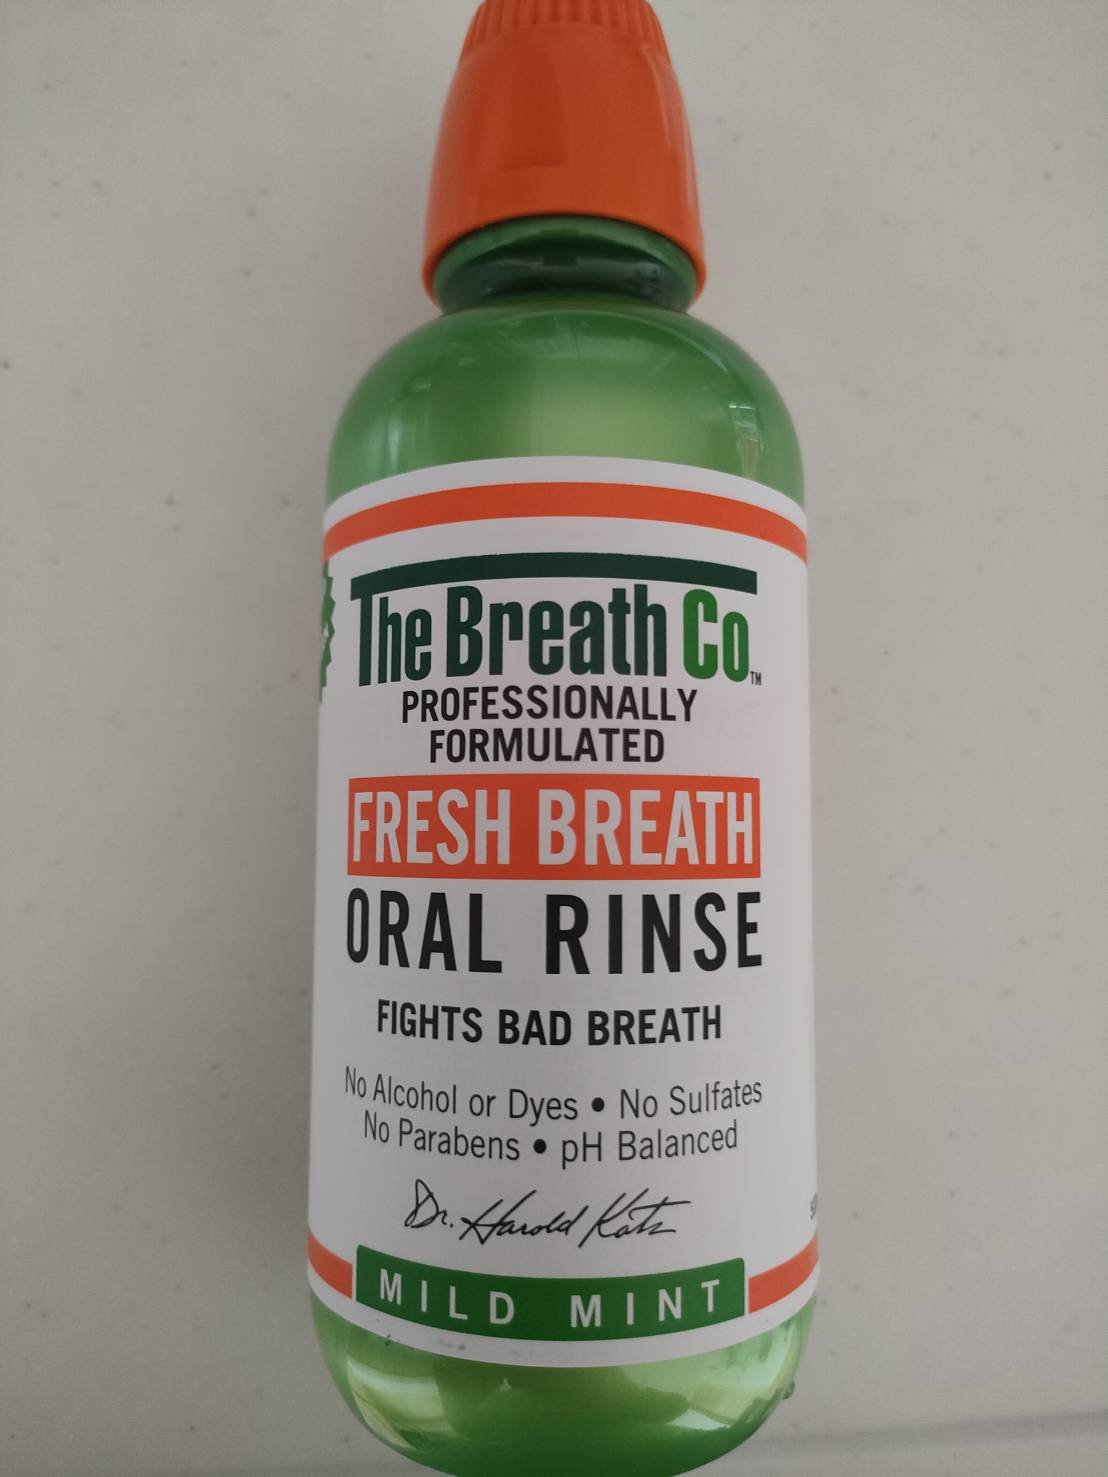 The Breath Co™
PROFESSIONALLY
FORMULATED
FRESH BREATH
ORAL RINSE
FIGHTS BAD BREATH
No Alcohol or Dyes • No Sulfates
No Parabens • pH Balanced
Dr. Harold Katz
MILD MINT